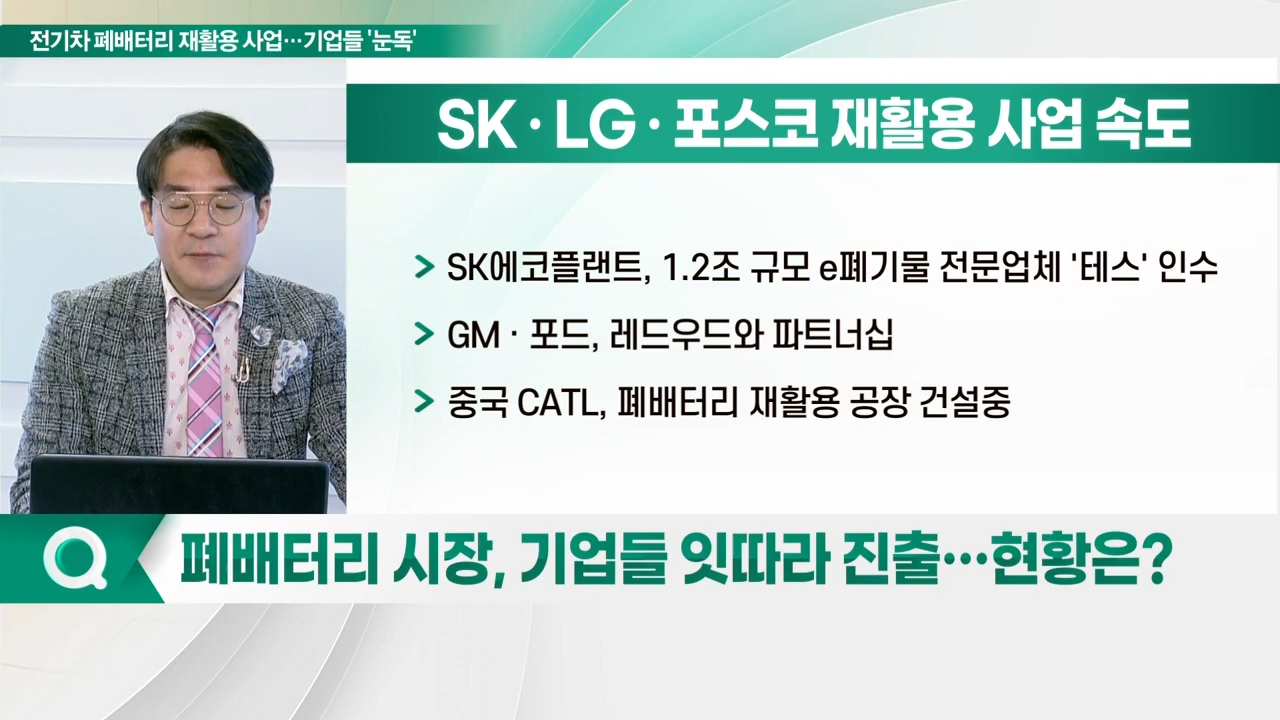 전기차 폐배터리 재활용 사업…기업들 '눈독'
SK·LG·포스코 재활용 사업 속도
> SK에코플랜트, 1.2조 규모 e폐기물 전문업체 '테스' 인수
> GM · 포드, 레드우드와 파트너십
> 중국 CATL, 폐배터리 재활용 공장 건설중
Q 폐배터리 시장, 기업들 잇따라 진출…현황은?